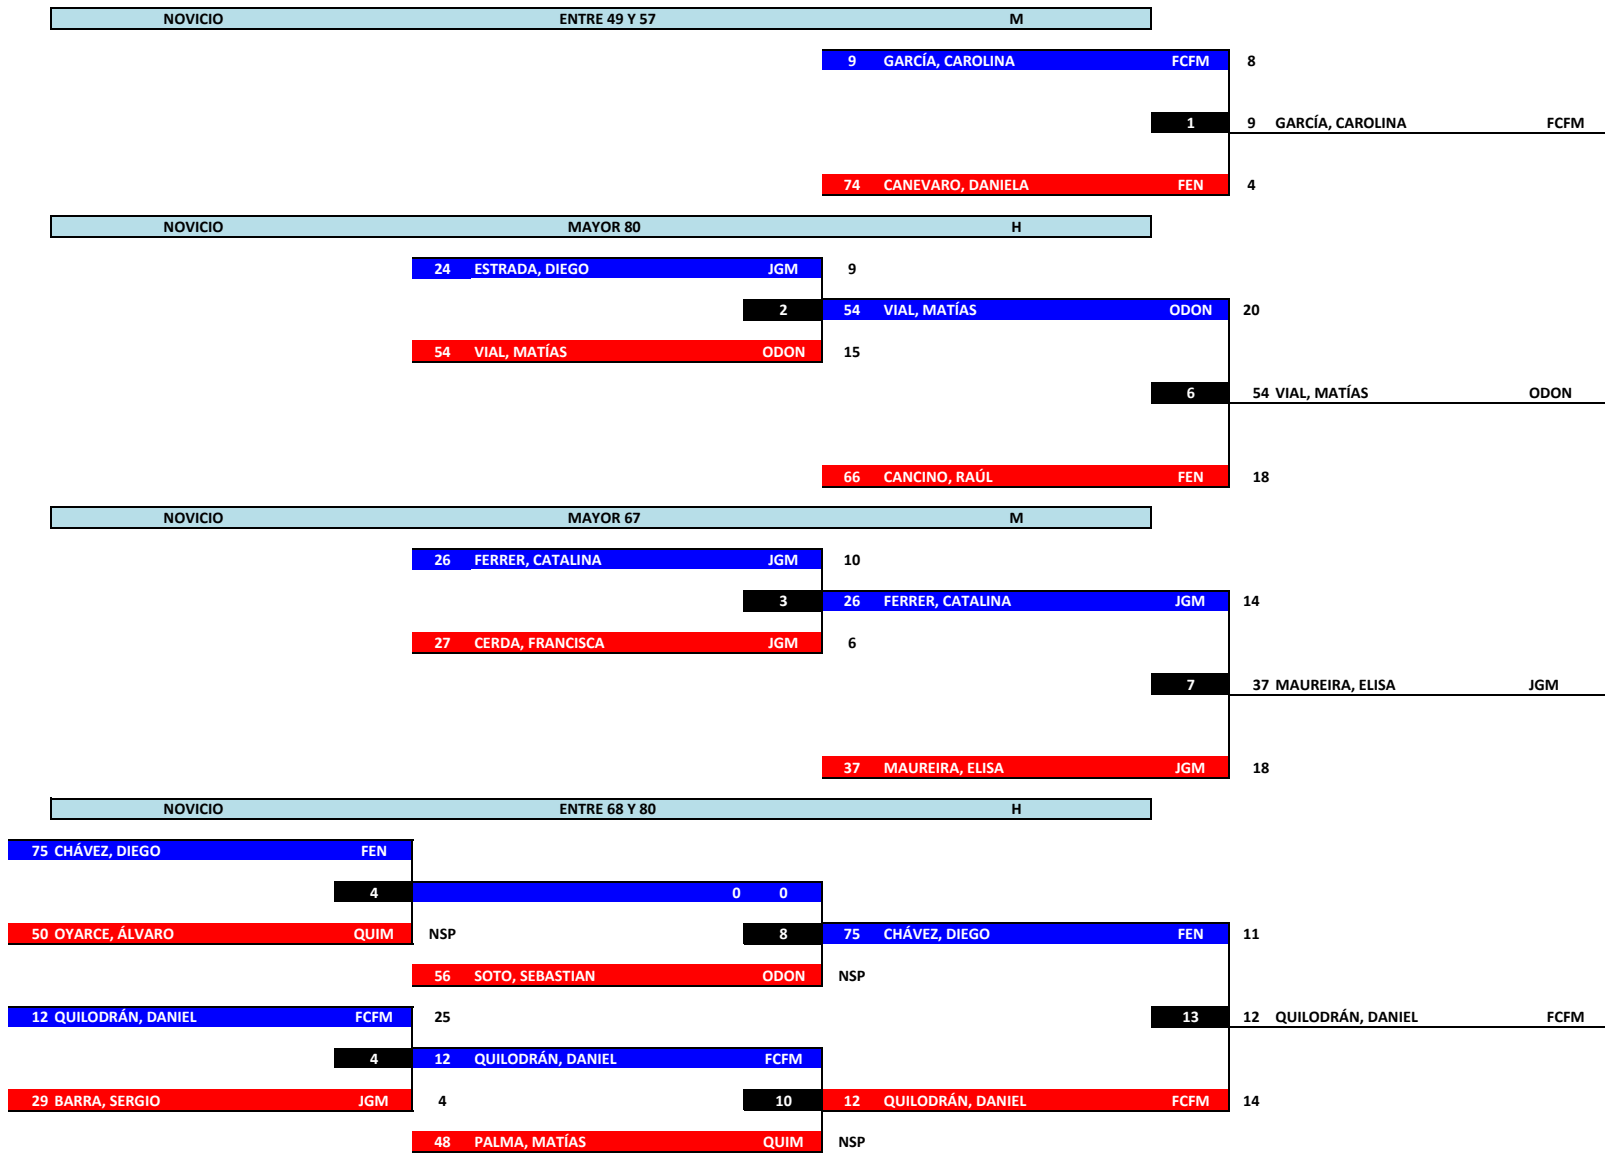 NOVICIO ENTRE 49 Y 57 M
9 GARCÍA, CAROLINA FCFM 8
1 9 GARCÍA, CAROLINA FCFM
74 CANEVARO, DANIELA FEN 4
NOVICIO MAYOR 80 H
24 ESTRADA, DIEGO JGM 9
2 54 VIAL, MATÍAS ODON 20
54 VIAL, MATÍAS ODON 15
6 54 VIAL, MATÍAS ODON
66 CANCINO, RAÚL FEN 18
NOVICIO MAYOR 67 M
26 FERRER, CATALINA JGM 10
3 26 FERRER, CATALINA JGM 14
27 CERDA, FRANCISCA JGM 6
7 37 MAUREIRA, ELISA JGM
37 MAUREIRA, ELISA JGM 18
NOVICIO ENTRE 68 Y 80 H
75 CHÁVEZ, DIEGO FEN
4 0 0
50 OYARCE, ÁLVARO QUIM NSP 8 75 CHÁVEZ, DIEGO FEN 11
56 SOTO, SEBASTIAN ODON NSP
12 QUILODRÁN, DANIEL FCFM 25 13 12 QUILODRÁN, DANIEL FCFM
4 12 QUILODRÁN, DANIEL FCFM
29 BARRA, SERGIO JGM 4 10 12 QUILODRÁN, DANIEL FCFM 14
48 PALMA, MATÍAS QUIM NSP